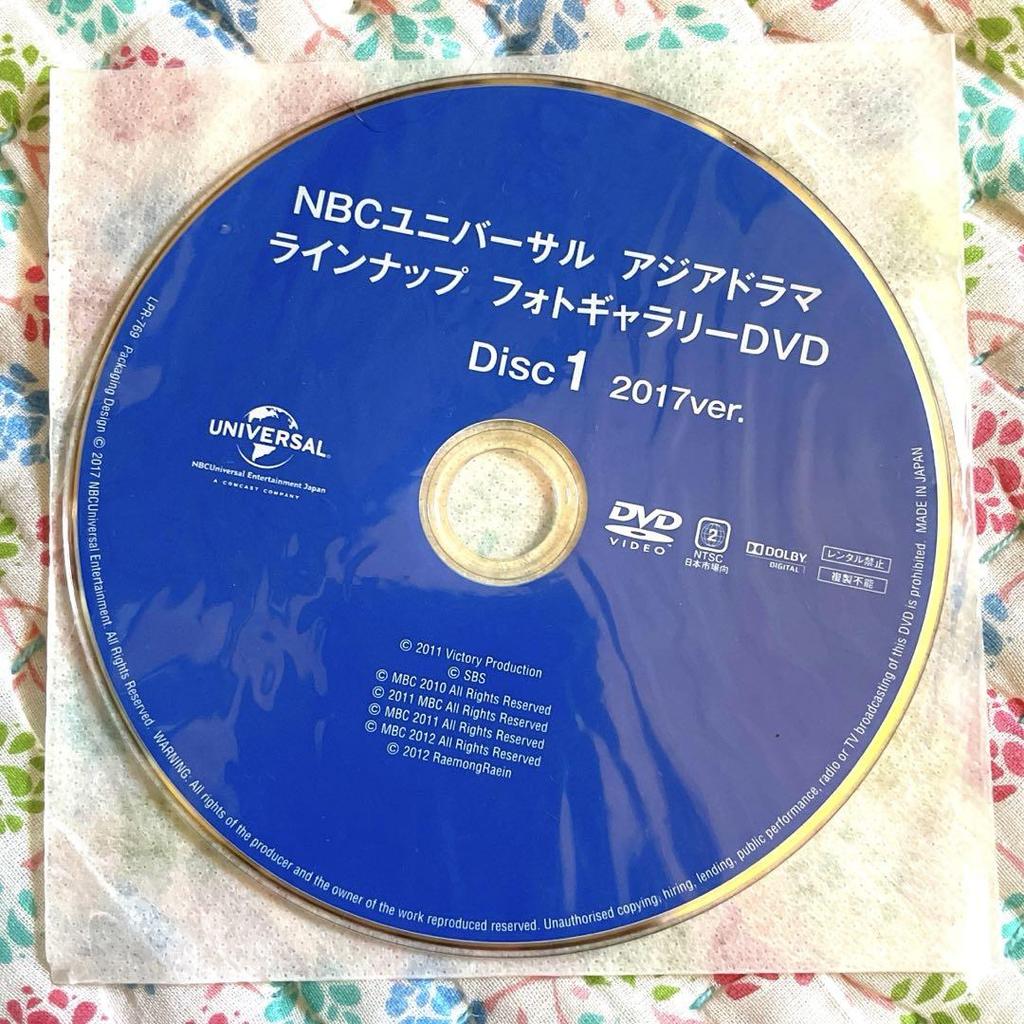 NBCユニバーサル アジアドラマ
ラインナップ フォトギャラリーDVD
Disc 1 2017ver.
UNIVERSAL
NBCUniversal Entertainment Japan
A COMCAST COMPANY
DVD
VIDEO
2
NTSC
日本市場向
DOLBY
DIGITAL
レンタル禁止
複製不能
© 2011 Victory Production
© SBS
© MBC 2010 All Rights Reserved
© 2011 MBC All Rights Reserved
© MBC 2011 All Rights Reserved
© MBC 2012 All Rights Reserved
© 2012 RaemongRaein
LPR-769 Packaging Design © 2017 NBCUniversal Entertainment. All Rights Reserved. WARNING: All rights of the producer and the owner of the work reproduced reserved. Unauthorised copying, hiring, lending, public performance, radio or TV broadcasting of this DVD is prohibited. MADE IN JAPAN